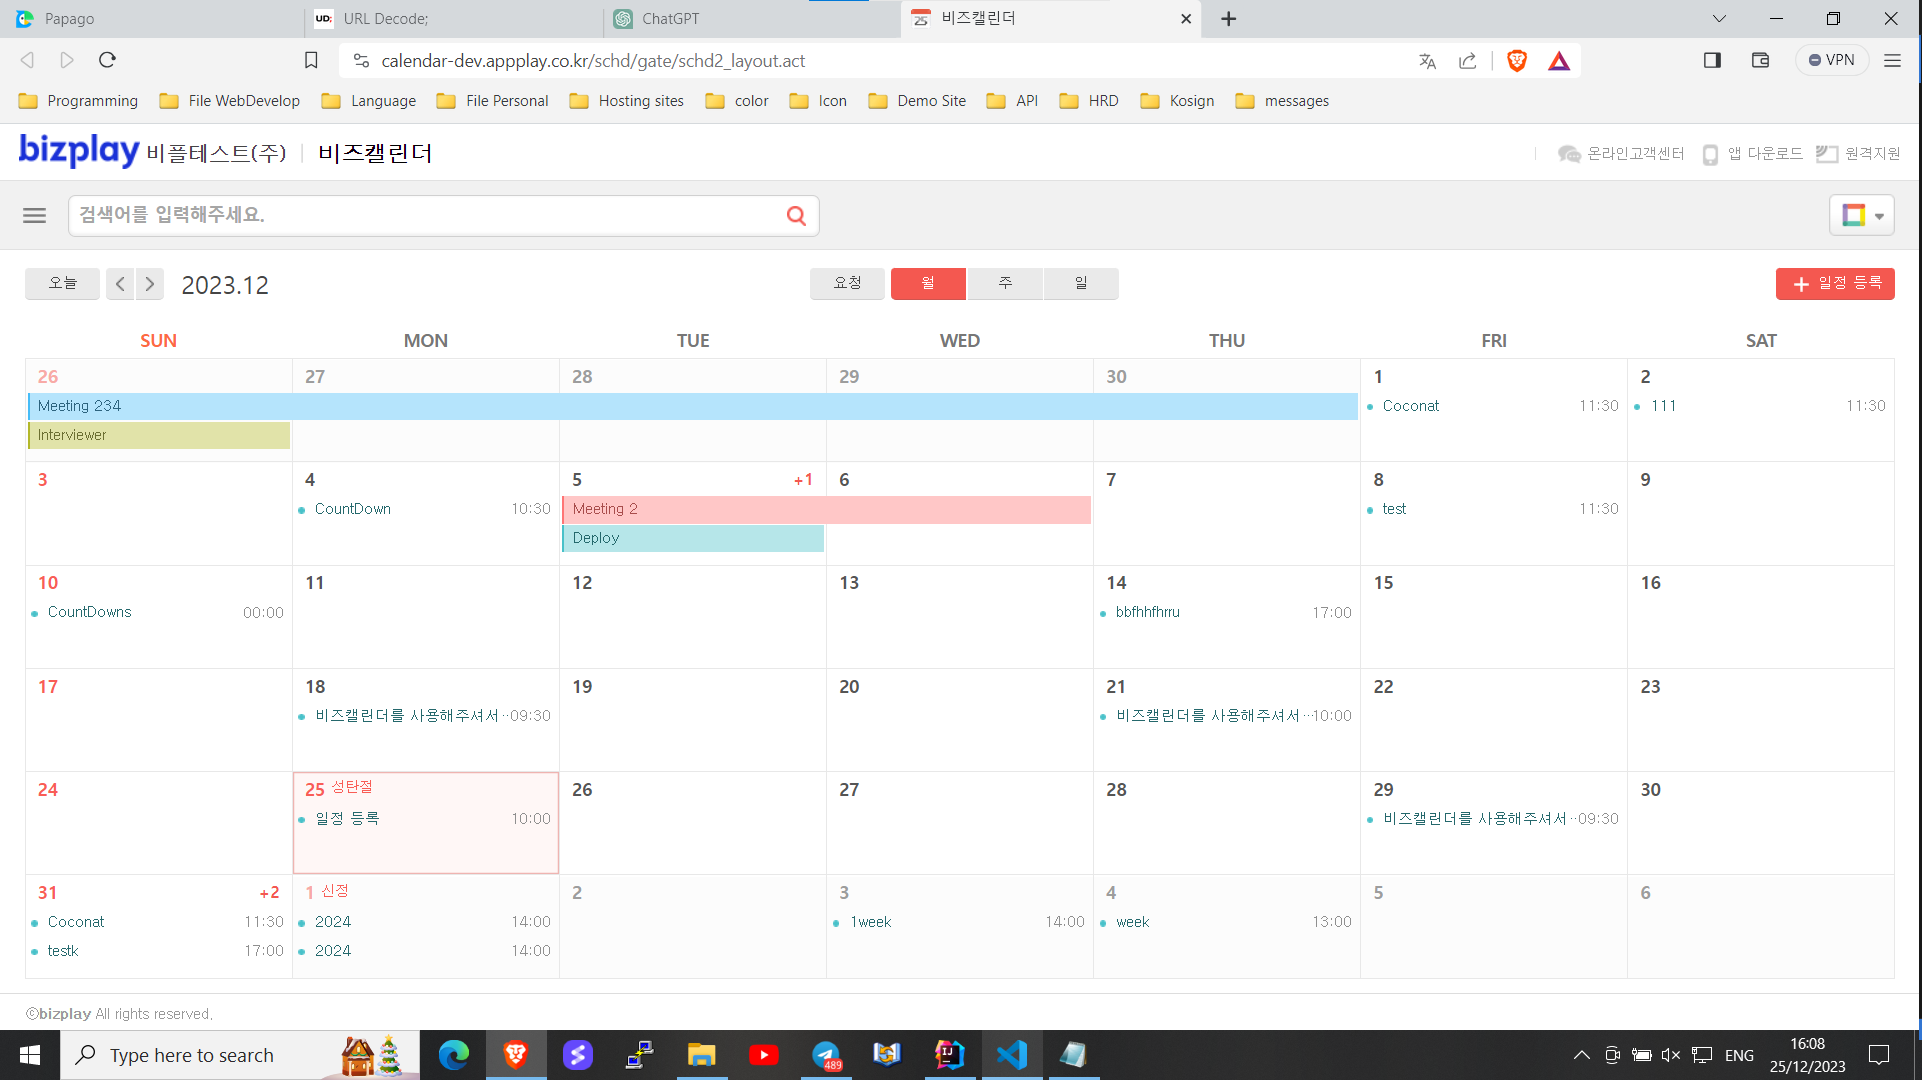 Papago
UD: URL Decode;
ChatGPT
25 비즈캘린더
calendar-dev.appplay.co.kr/schd/gate/schd2_layout.act
VPN
Programming File WebDevelop Language File Personal Hosting sites color Icon Demo Site API HRD Kosign messages
bizplay 비플테스트(주) 비즈캘린더
온라인고객센터 앱 다운로드 원격지원
검색어를 입력해주세요.
오늘 2023.12 요청 월 주 일 + 일정 등록
SUN MON TUE WED THU FRI SAT
26 27 28 29 30 1 2
Meeting 234 Coconat 11:30 111 11:30
Interviewer
3 4 5 +1 6 7 8 9
CountDown 10:30 Meeting 2 test 11:30
Deploy
10 11 12 13 14 15 16
CountDowns 00:00 bbfhhfhrru 17:00
17 18 19 20 21 22 23
비즈캘린더를 사용해주셔서 ··09:30 비즈캘린더를 사용해주셔서 ···10:00
24 25 성탄절 26 27 28 29 30
일정 등록 10:00 비즈캘린더를 사용해주셔서 ··09:30
31 +2 1 신정 2 3 4 5 6
Coconat 11:30 2024 14:00 1week 14:00 week 13:00
testk 17:00 2024 14:00
©bizplay All rights reserved.
Type here to search
489
ENG
16:08
25/12/2023